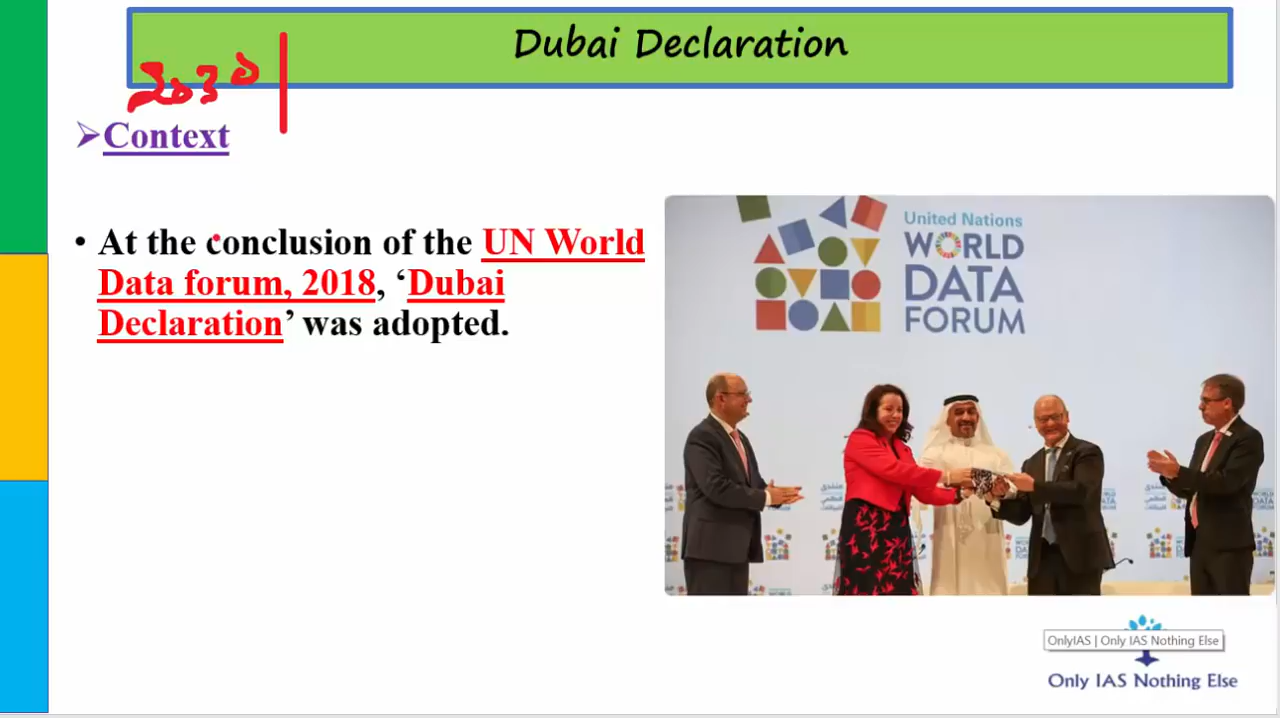 Dubai Declaration
2030
Context
• At the conclusion of the UN World
Data forum, 2018, ‘Dubai
Declaration’ was adopted.
United Nations
WORLD
DATA
FORUM
OnlyIAS | Only IAS Nothing Else
Only IAS Nothing Else